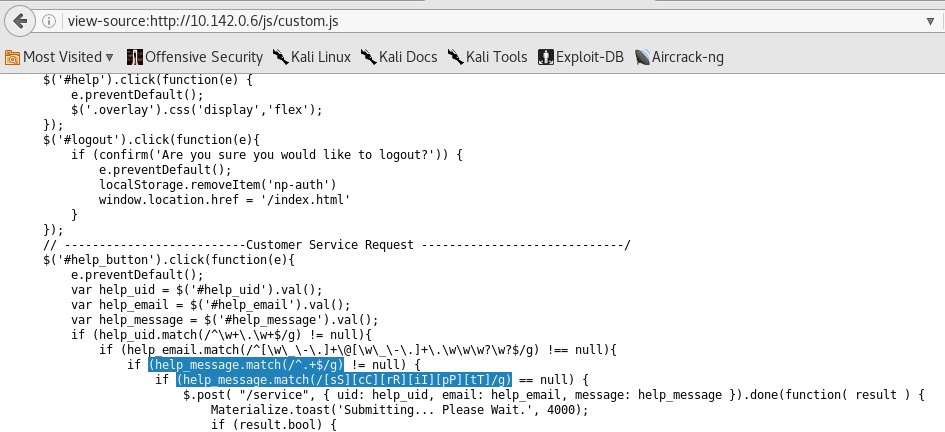 view-source:http://10.142.0.6/js/custom.js
Most Visited Offensive Security Kali Linux Kali Docs Kali Tools Exploit-DB Aircrack-ng
$('#help').click(function(e) {
e.preventDefault();
$('.overlay').css('display','flex');
});
$('#logout').click(function(e){
if (confirm('Are you sure you would like to logout?')) {
e.preventDefault();
localStorage.removeItem('np-auth')
window.location.href = '/index.html'
}
});
// --------------------------Customer Service Request -----------------------------/
$('#help_button').click(function(e){
e.preventDefault();
var help_uid = $('#help_uid').val();
var help_email = $('#help_email').val();
var help_message = $('#help_message').val();
if (help_uid.match(/^\w+\.\w+$/g) != null){
if (help_email.match(/^[\w\_\-\.]+\@[\w\_\-\.]+\.\w\w\w?\w?$/g) !== null){
if (help_message.match(/^.+$/g) != null) {
if (help_message.match(/[sS][cC][rR][iI][pP][tT]/g) == null) {
$.post( "/service", { uid: help_uid, email: help_email, message: help_message }).done(function( result ) {
Materialize.toast('Submitting... Please Wait.', 4000);
if (result.bool) {